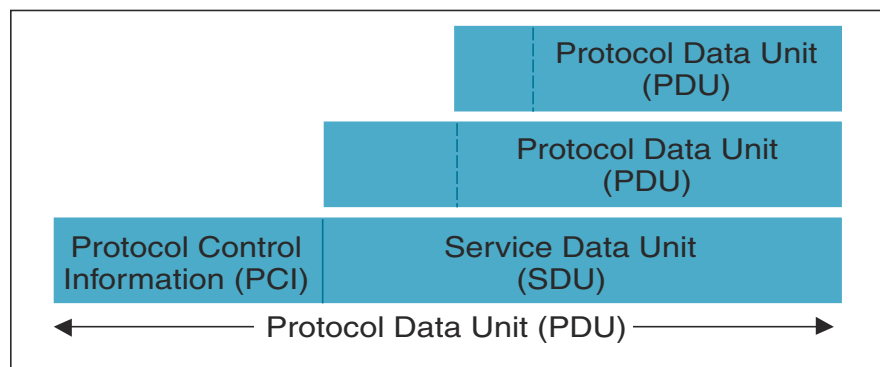 Protocol Data Unit
(PDU)
Protocol Data Unit
(PDU)
Protocol Control
Information (PCI)
Service Data Unit
(SDU)
Protocol Data Unit (PDU)